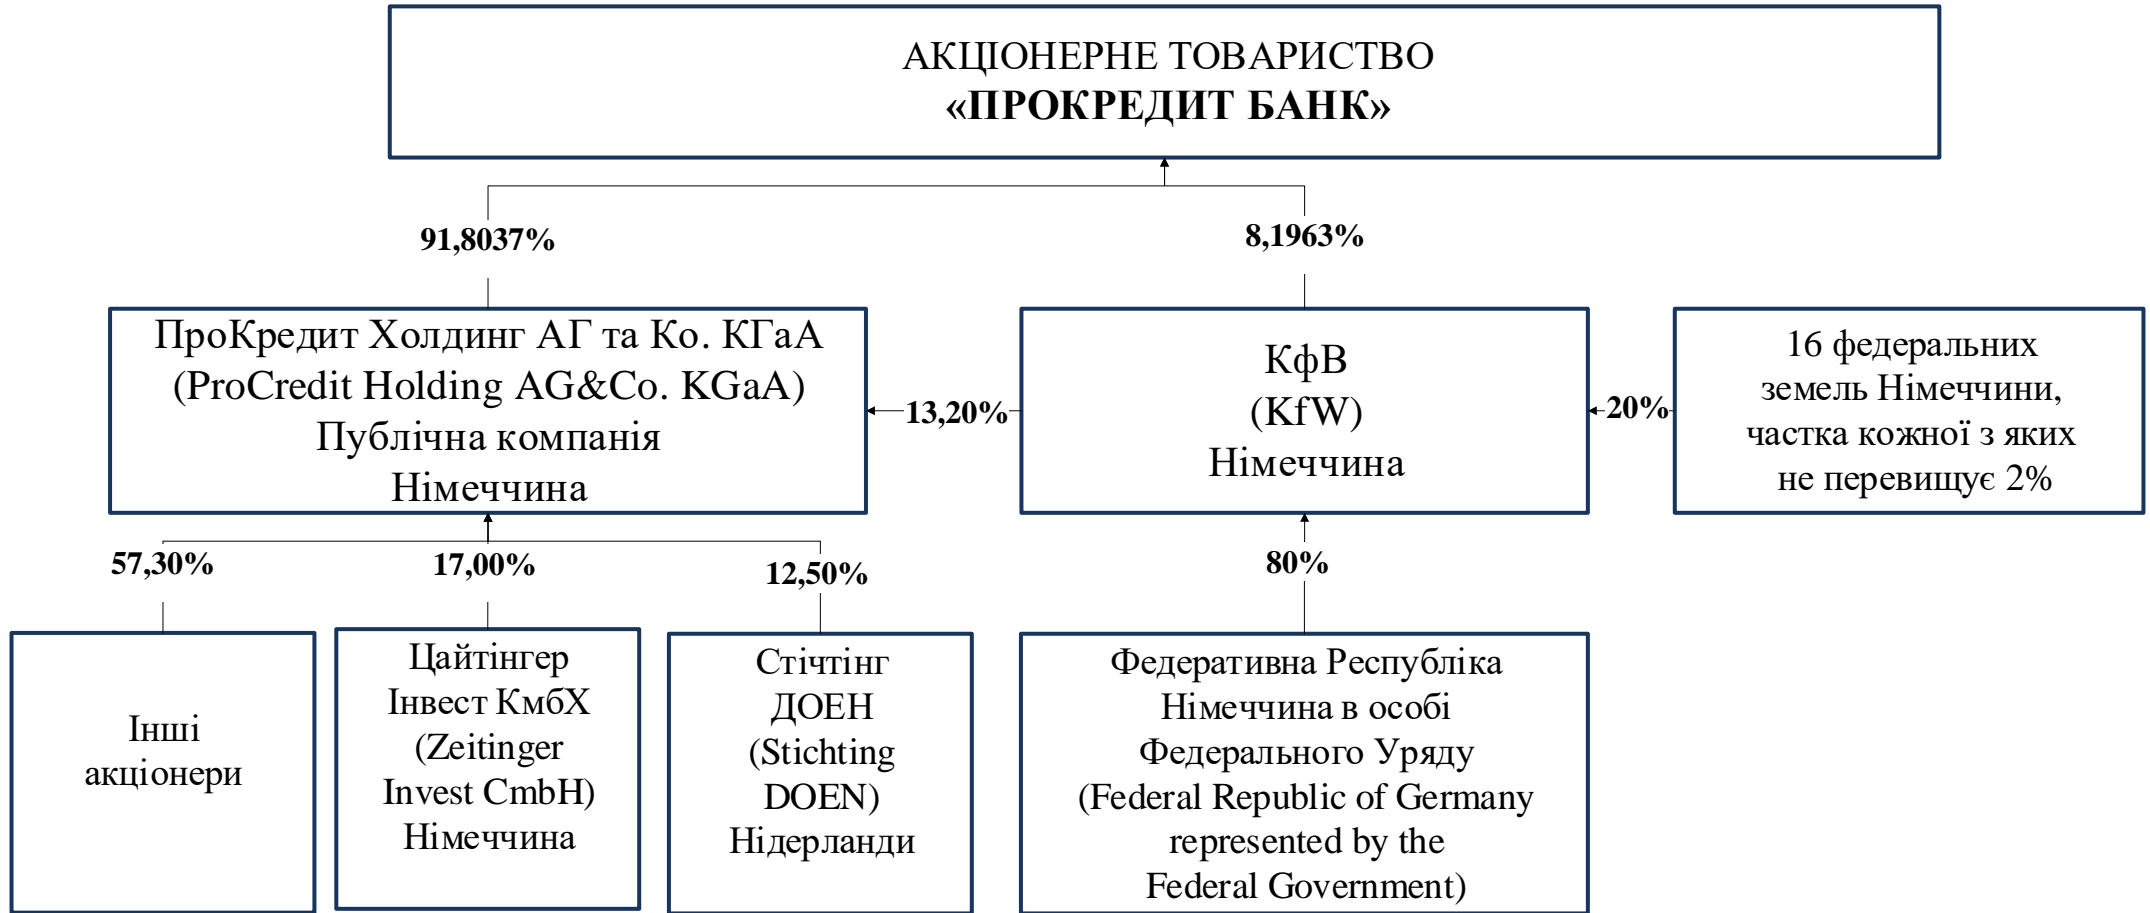 АКЦІОНЕРНЕ ТОВАРИСТВО
«ПРОКРЕДИТ БАНК»
91,8037%
8,1963%
ПроКредит Холдинг АГ та Ко. КГаА
(ProCredit Holding AG&Co. KGaA)
Публічна компанія
Німеччина
13,20%
КфВ
(KfW)
Німеччина
20%
16 федеральних
земель Німеччини,
частка кожної з яких
не перевищує 2%
57,30%
17,00%
12,50%
80%
Інші
акціонери
Цайтінгер
Інвест КмбХ
(Zeitinger
Invest CmbH)
Німеччина
Стічтінг
ДОЕН
(Stichting
DOEN)
Нідерланди
Федеративна Республіка
Німеччина в особі
Федерального Уряду
(Federal Republic of Germany
represented by the
Federal Government)